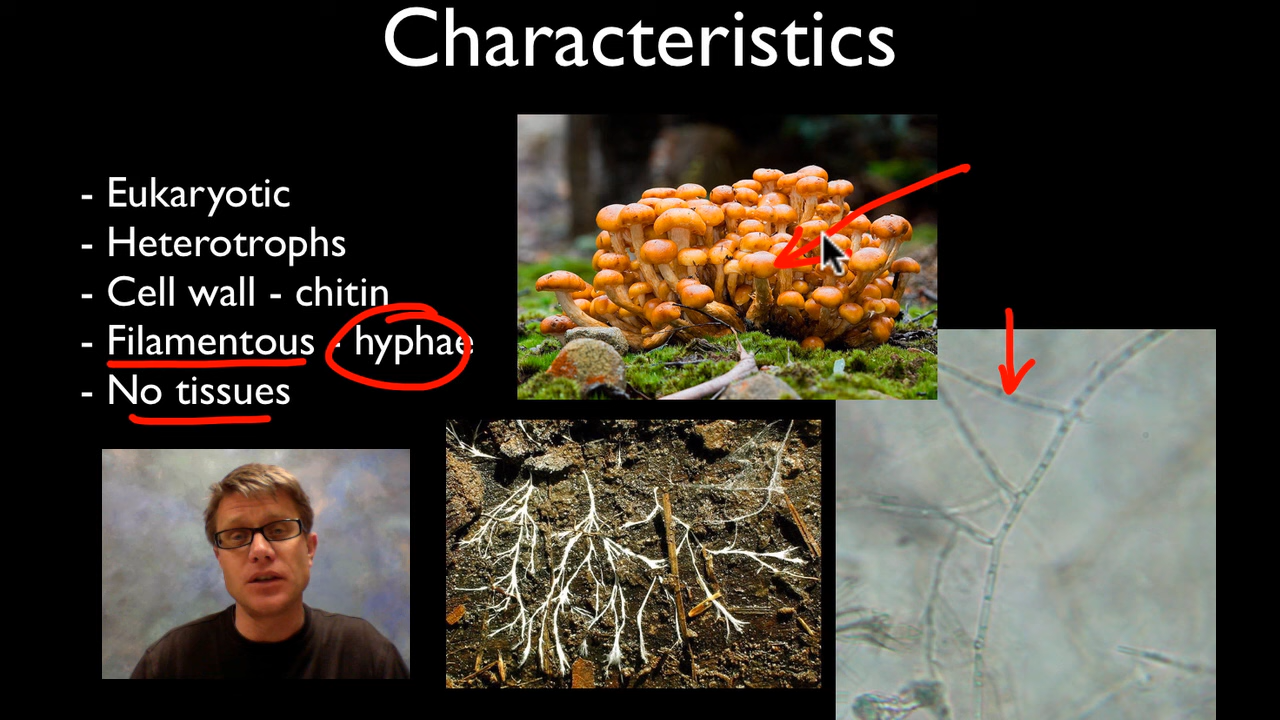 Characteristics
- Eukaryotic
- Heterotrophs
- Cell wall - chitin
- Filamentous - hyphae
- No tissues